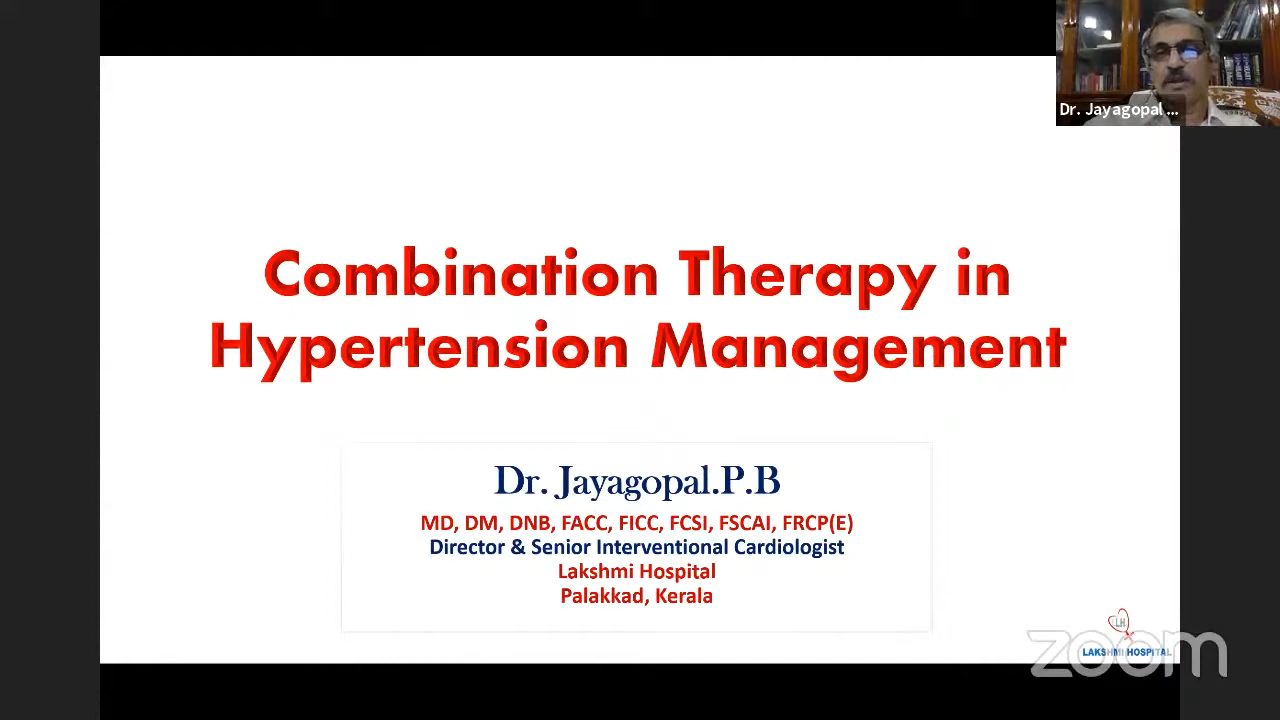 Dr. Jayagopal ...
Combination Therapy in
Hypertension Management
Dr. Jayagopal.P.B
MD, DM, DNB, FACC, FICC, FCSI, FSCAI, FRCP(E)
Director & Senior Interventional Cardiologist
Lakshmi Hospital
Palakkad, Kerala
LH
LAKSHMI HOSPITAL
zoom